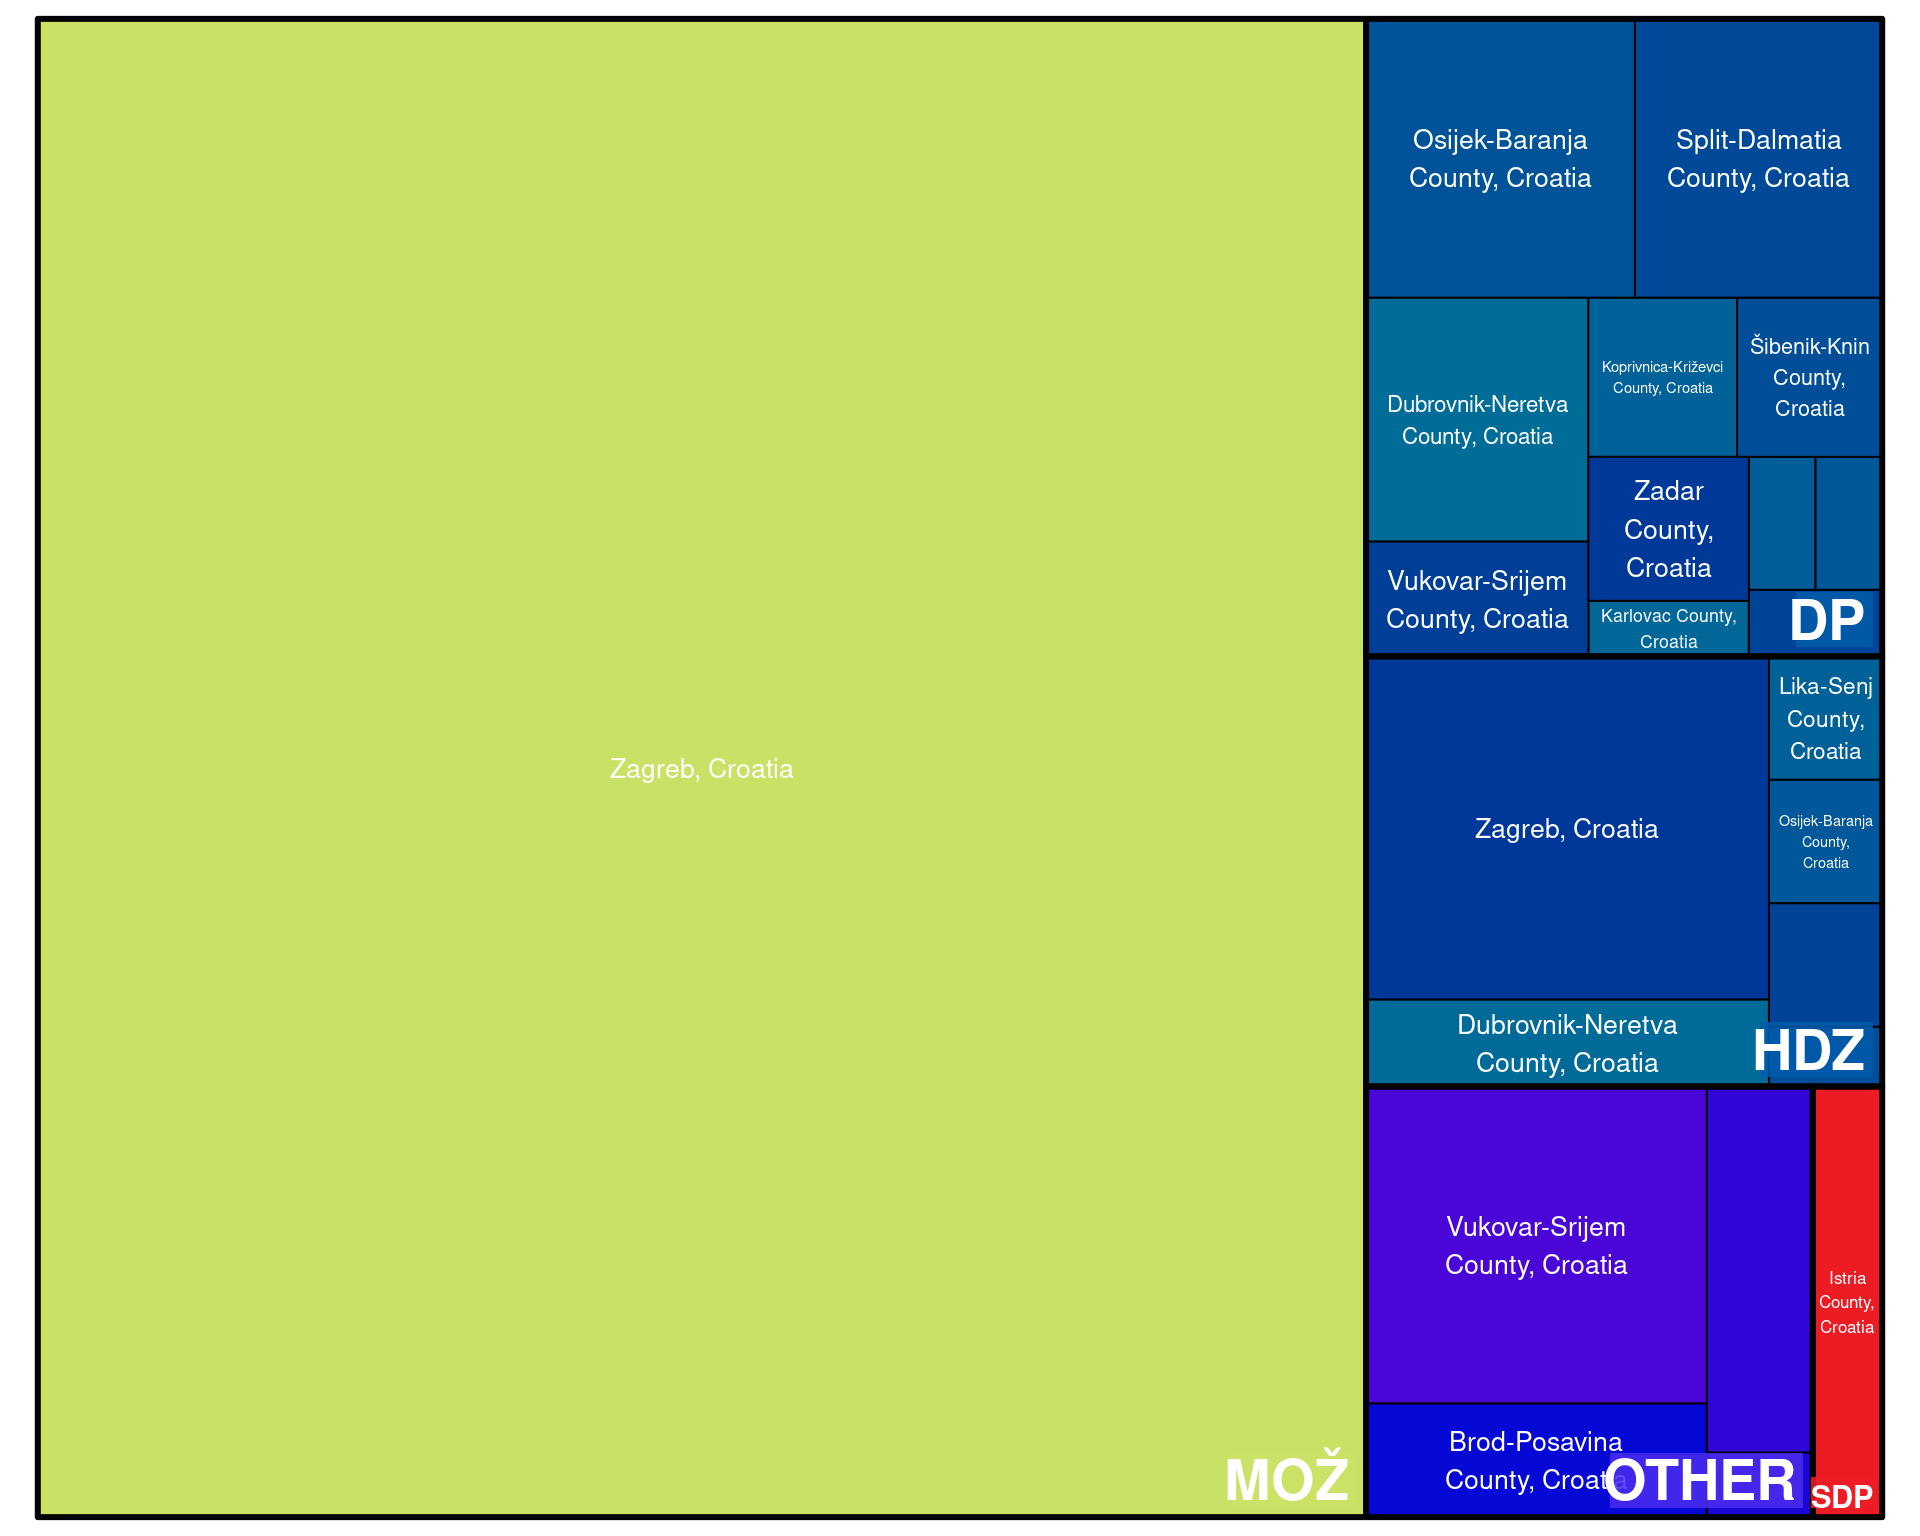 Zagreb, Croatia
MOŽ
Osijek-Baranja
County, Croatia
Split-Dalmatia
County, Croatia
Dubrovnik-Neretva
County, Croatia
Koprivnica-Križevci
County, Croatia
Šibenik-Knin
County,
Croatia
Vukovar-Srijem
County, Croatia
Zadar
County,
Croatia
Karlovac County,
Croatia
DP
Zagreb, Croatia
Lika-Senj
County,
Croatia
Osijek-Baranja
County,
Croatia
Dubrovnik-Neretva
County, Croatia
HDZ
Vukovar-Srijem
County, Croatia
Brod-Posavina
County, Croatia
OTHER
Istria
County,
Croatia
SDP